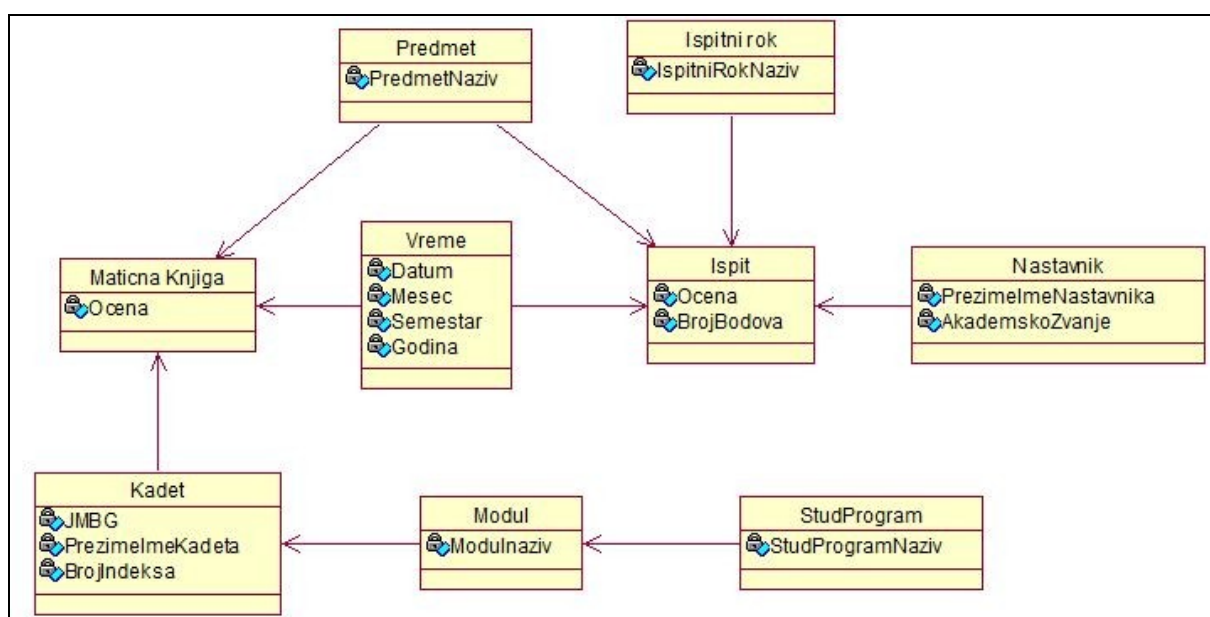 Predmet
PredmetNaziv
Ispitni rok
IspitniRokNaziv
Maticna Knjiga
Ocena
Vreme
Datum
Mesec
Semestar
Godina
Ispit
Ocena
BrojBodova
Nastavnik
PrezimeImeNastavnika
AkademskoZvanje
Kadet
JMBG
PrezimeImeKadeta
BrojIndeksa
Modul
Modulnaziv
StudProgram
StudProgramNaziv